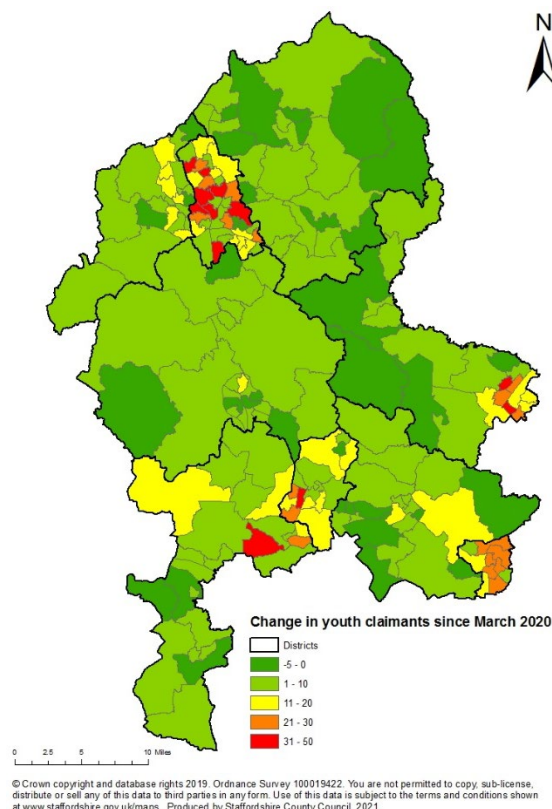 N
Change in youth claimants since March 2020
Districts
-5 - 0
1 - 10
11 - 20
21 - 30
31 - 50
0 2.5 5 10 Miles
© Crown copyright and database rights 2019. Ordnance Survey 100019422. You are not permitted to copy, sub-license,
distribute or sell any of this data to third parties in any form. Use of this data is subject to the terms and conditions shown
at www.staffordshire.gov.uk/maps. Produced by Staffordshire County Council, 2021